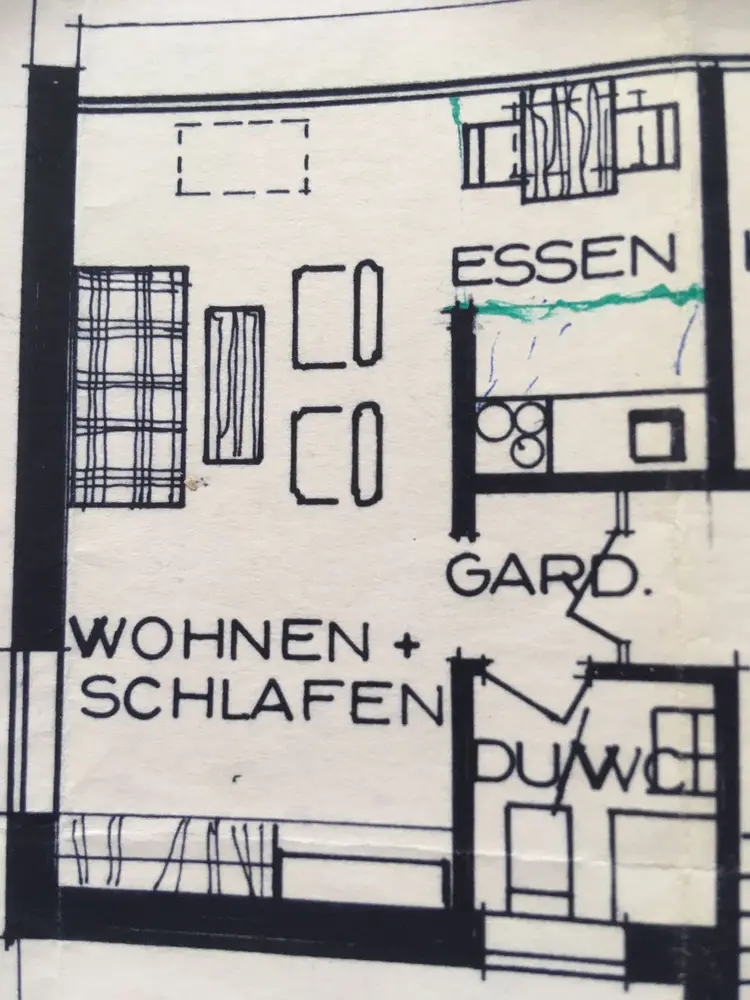 ESSEN
GARD.
WOHNEN +
SCHLAFEN
DU/WC